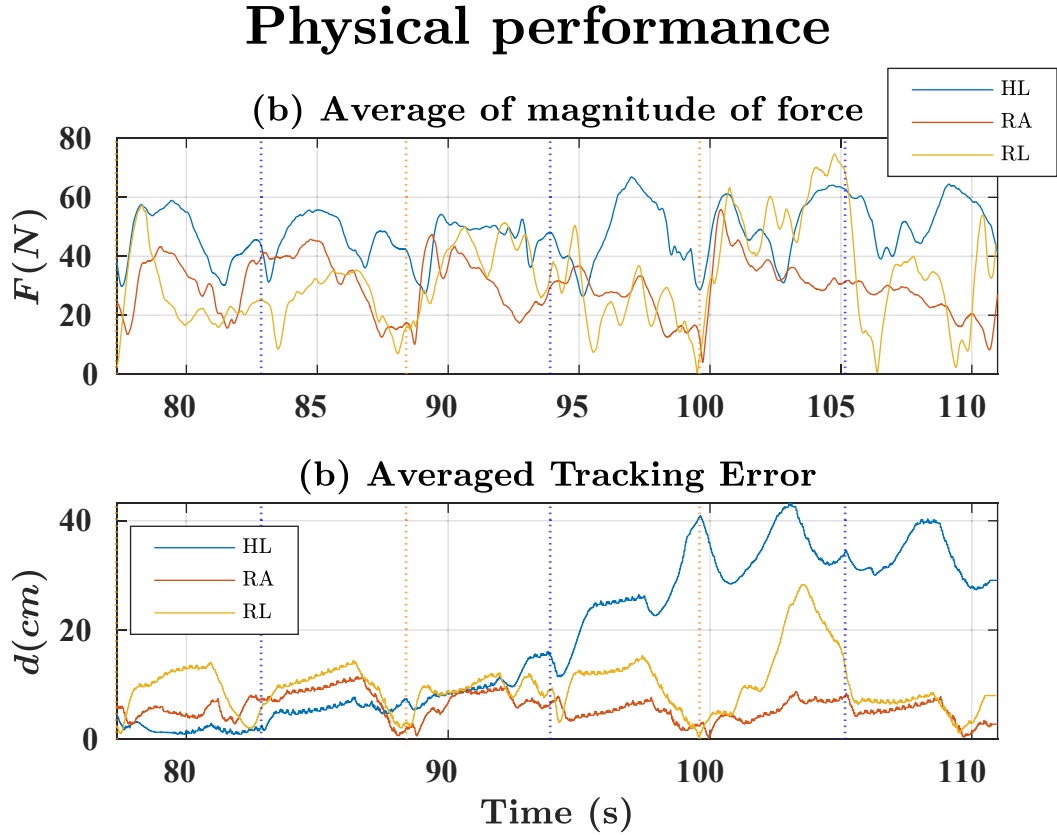 Physical performance
(b) Average of magnitude of force
HL
RA
RL
F(N)
80
60
40
20
0
80 85 90 95 100 105 110
(b) Averaged Tracking Error
HL
RA
RL
d(cm)
40
20
0
80 90 100 110
Time (s)